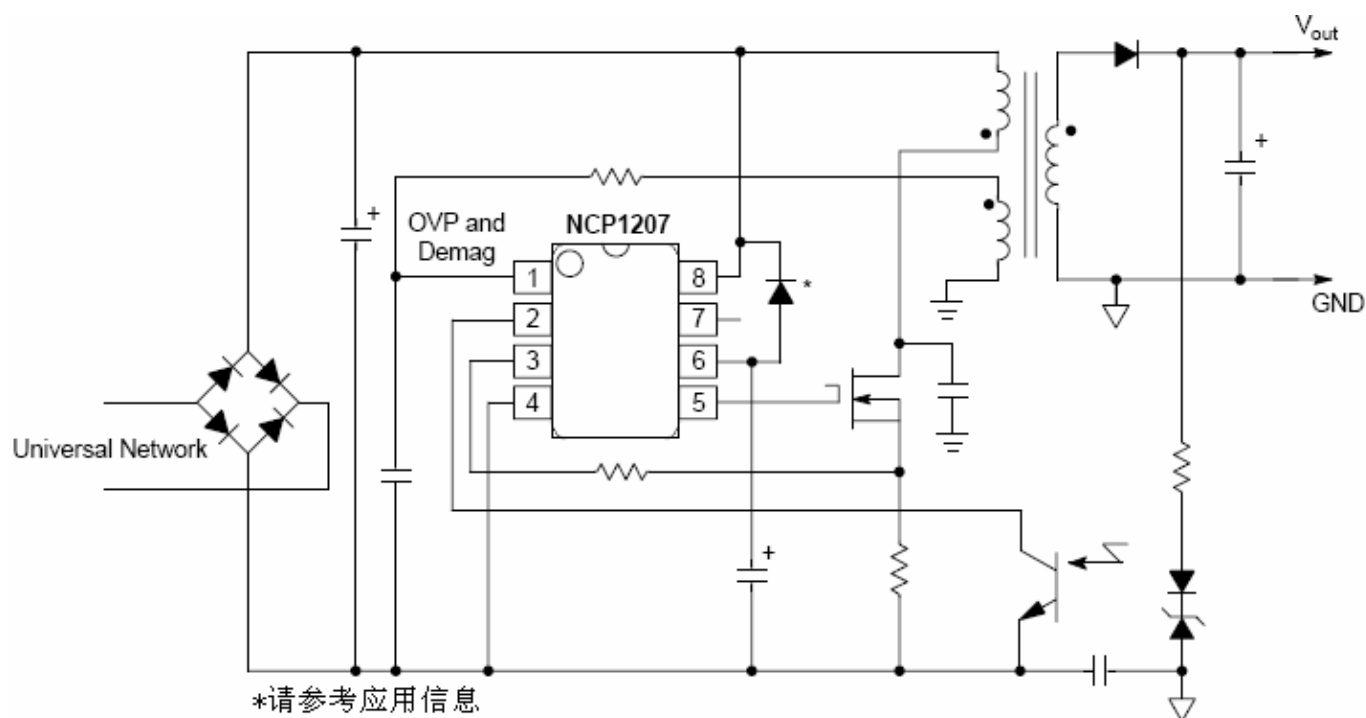 V_out
+
+
OVP and
Demag
NCP1207
1
8
*
2
7
3
6
4
5
GND
Universal Network
+
*请参考应用信息